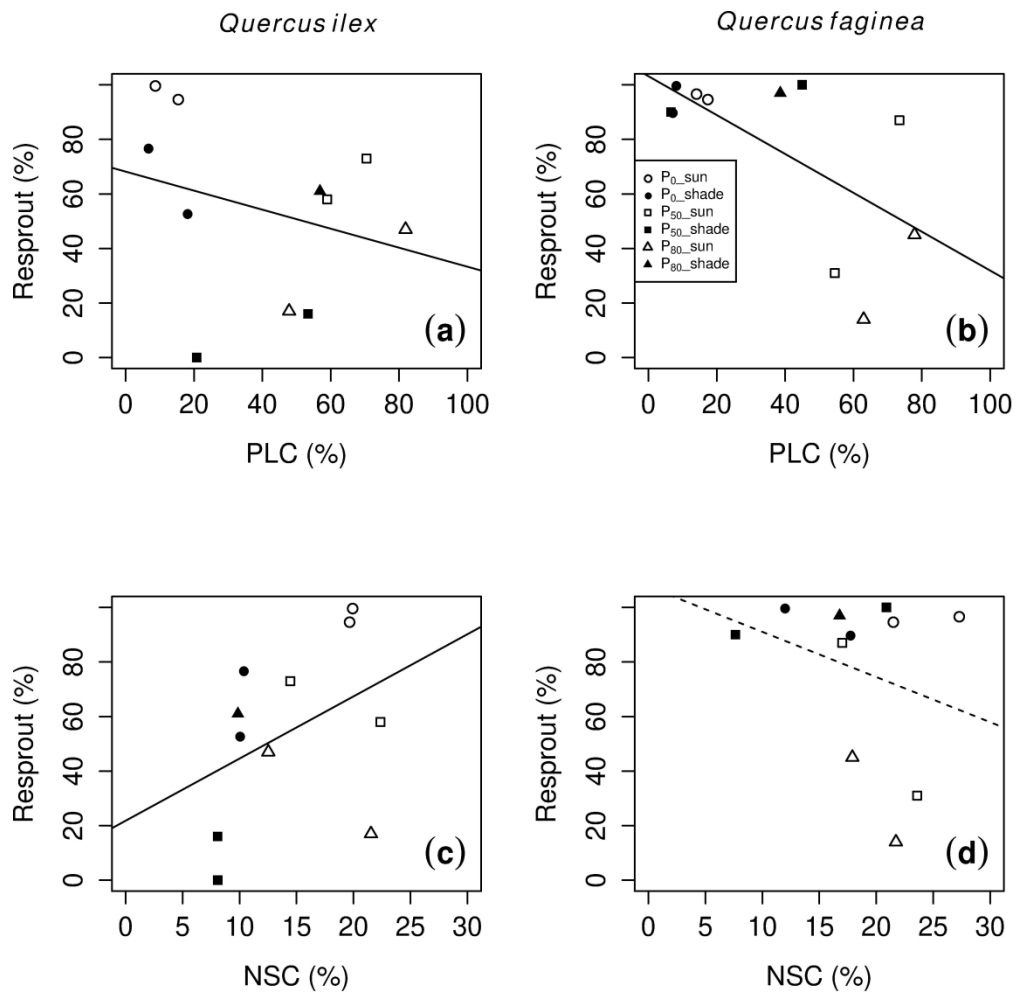 Quercus ilex
Quercus faginea
Resprout (%)
0 20 40 60 80
(a)
0 20 40 60 80 100
PLC (%)
Resprout (%)
0 20 40 60 80
P0_sun
P0_shade
P50_sun
P50_shade
P80_sun
P80_shade
(b)
0 20 40 60 80 100
PLC (%)
Resprout (%)
0 20 40 60 80
(c)
0 5 10 15 20 25 30
NSC (%)
Resprout (%)
0 20 40 60 80
(d)
0 5 10 15 20 25 30
NSC (%)